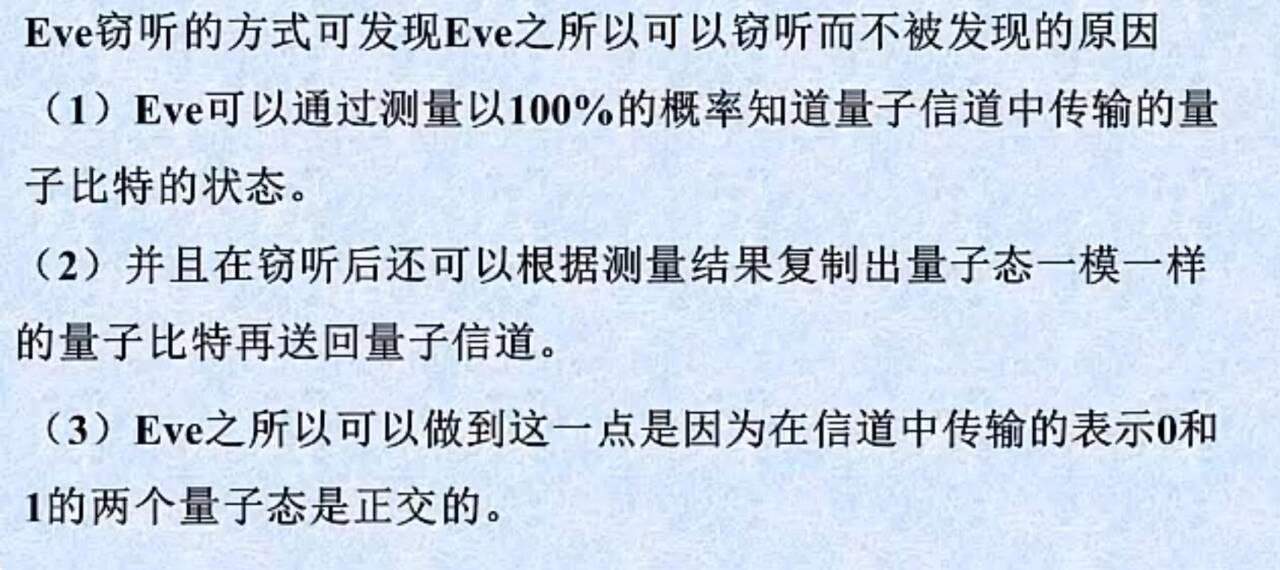 Eve窃听的方式可发现Eve之所以可以窃听而不被发现的原因
（1）Eve可以通过测量以100%的概率知道量子信道中传输的量
子比特的状态。
（2）并且在窃听后还可以根据测量结果复制出量子态一模一样
的量子比特再送回量子信道。
（3）Eve之所以可以做到这一点是因为在信道中传输的表示0和
1的两个量子态是正交的。